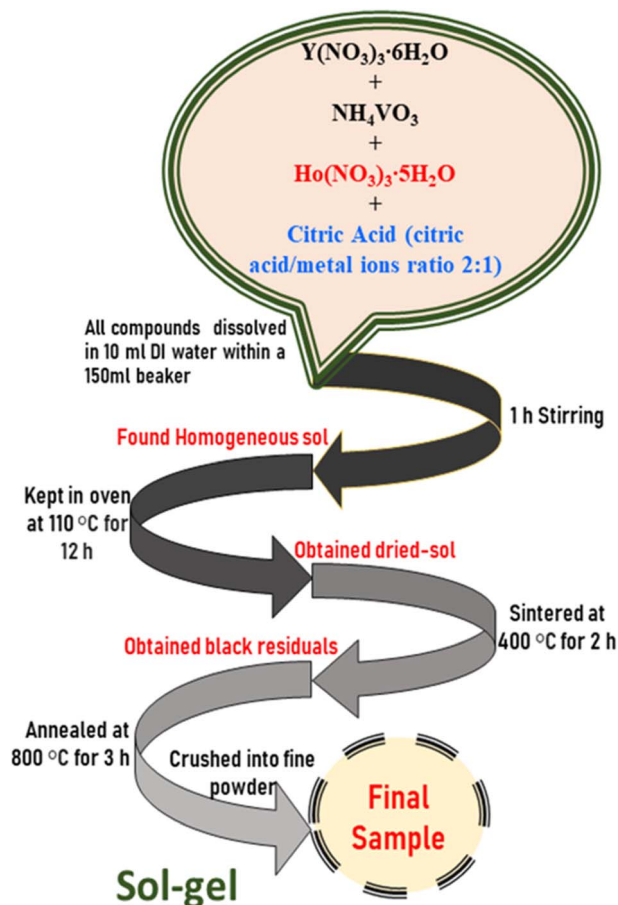 Y(NO₃)₃·6H₂O
+
NH₄VO₃
+
Ho(NO₃)₃·5H₂O
+
Citric Acid (citric
acid/metal ions ratio 2:1)
All compounds dissolved
in 10 ml DI water within a
150ml beaker
1 h Stirring
Found Homogeneous sol
Kept in oven
at 110 °C for
12 h
Obtained dried-sol
Sintered at
400 °C for 2 h
Obtained black residuals
Annealed at
800 °C for 3 h
Crushed into fine
powder
Final
Sample
Sol-gel